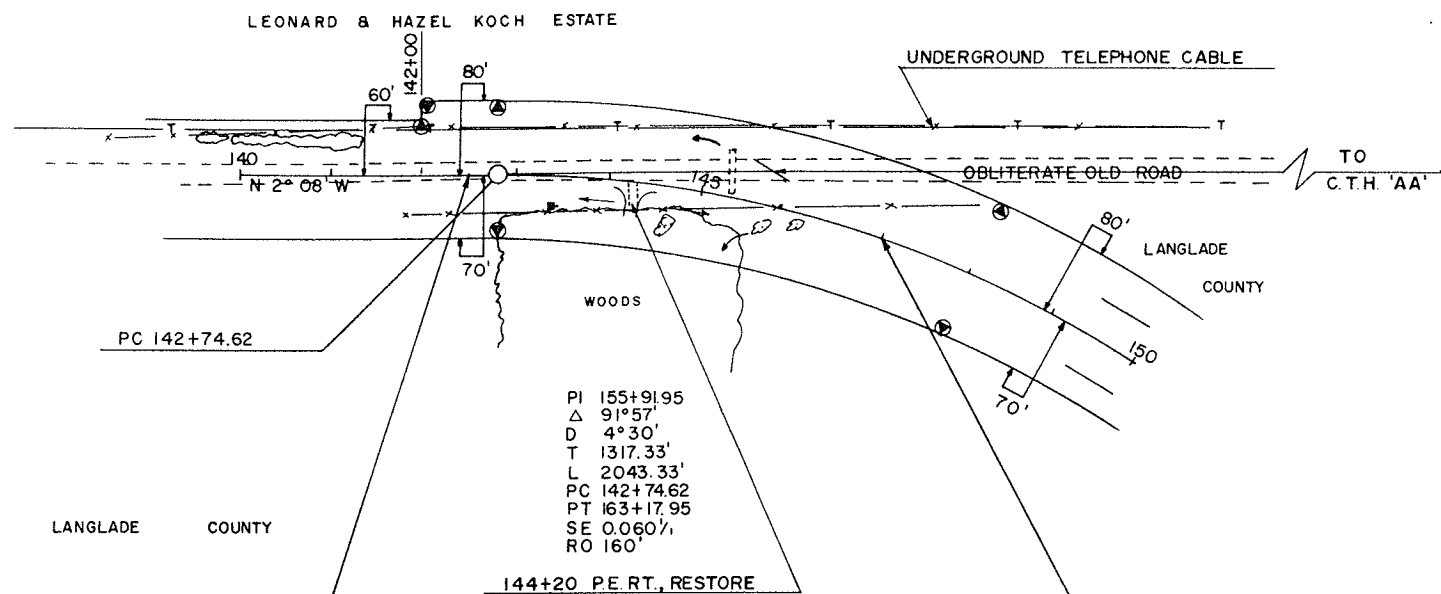 LEONARD & HAZEL KOCH ESTATE
142+00
80'
60'
UNDERGROUND TELEPHONE CABLE
T
T
T
T
T
140
N 2° 08' W
145
OBLITERATE OLD ROAD
TO
C.T.H. 'AA'
80'
LANGLADE
COUNTY
70'
WOODS
PC 142+74.62
150
70'
PI 155+91.95
△ 91°57'
D 4°30'
T 1317.33'
L 2043.33'
PC 142+74.62
PT 163+17.95
SE 0.060'/1
RO 160'
LANGLADE COUNTY
144+20 P.E. RT., RESTORE